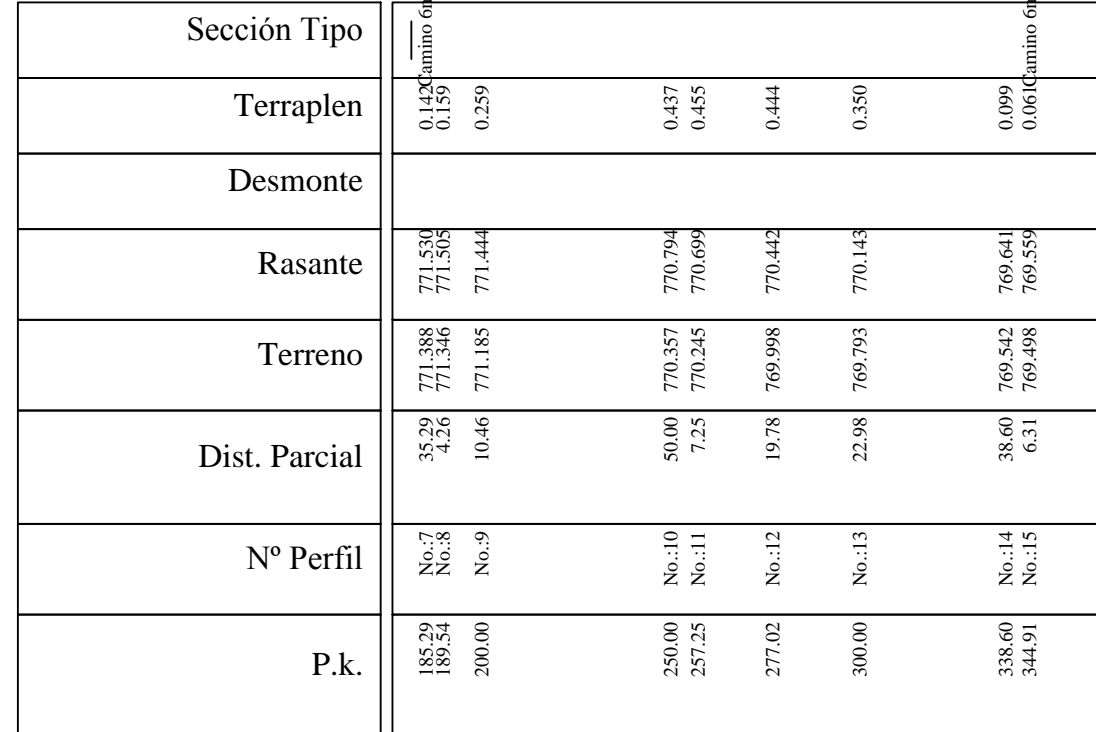 Sección Tipo Camino 6m Camino 6m
Terraplen 0.142 0.159 0.259 0.437 0.455 0.444 0.350 0.099 0.061
Desmonte
Rasante 771.530 771.505 771.444 770.794 770.699 770.442 770.143 769.641 769.559
Terreno 771.388 771.346 771.185 770.357 770.245 769.998 769.793 769.542 769.498
Dist. Parcial 35.29 4.26 10.46 50.00 7.25 19.78 22.98 38.60 6.31
Nº Perfil No.:7 No.:8 No.:9 No.:10 No.:11 No.:12 No.:13 No.:14 No.:15
P.k. 185.29 189.54 200.00 250.00 257.25 277.02 300.00 338.60 344.91